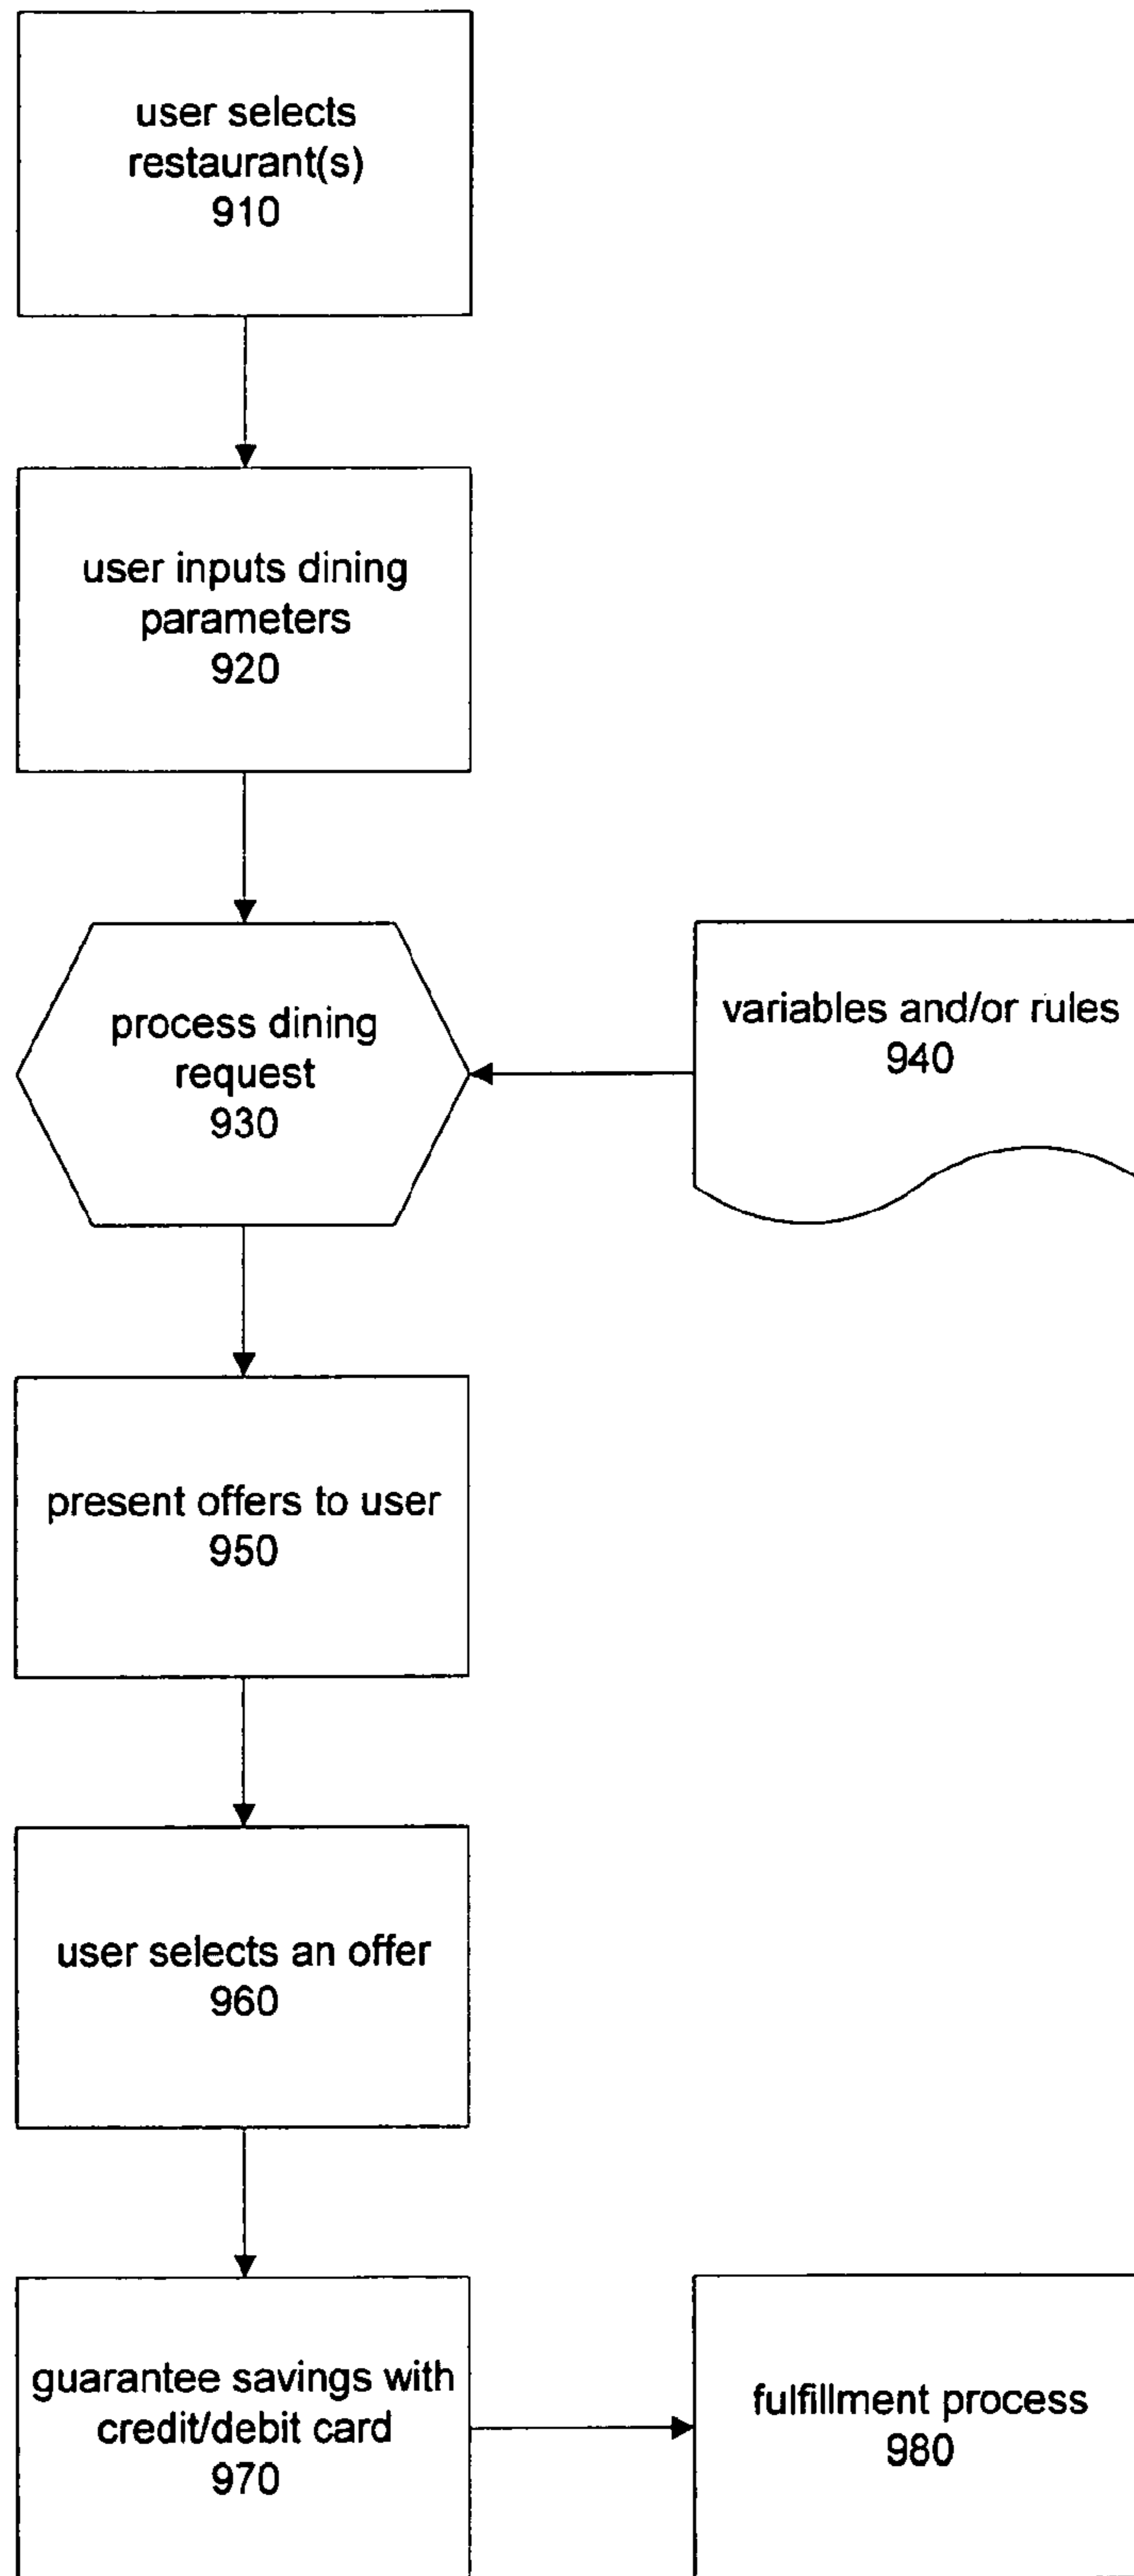 user selects
restaurant(s)
910
user inputs dining
parameters
920
process dining
request
930
variables and/or rules
940
present offers to user
950
user selects an offer
960
guarantee savings with
credit/debit card
970
fulfillment process
980